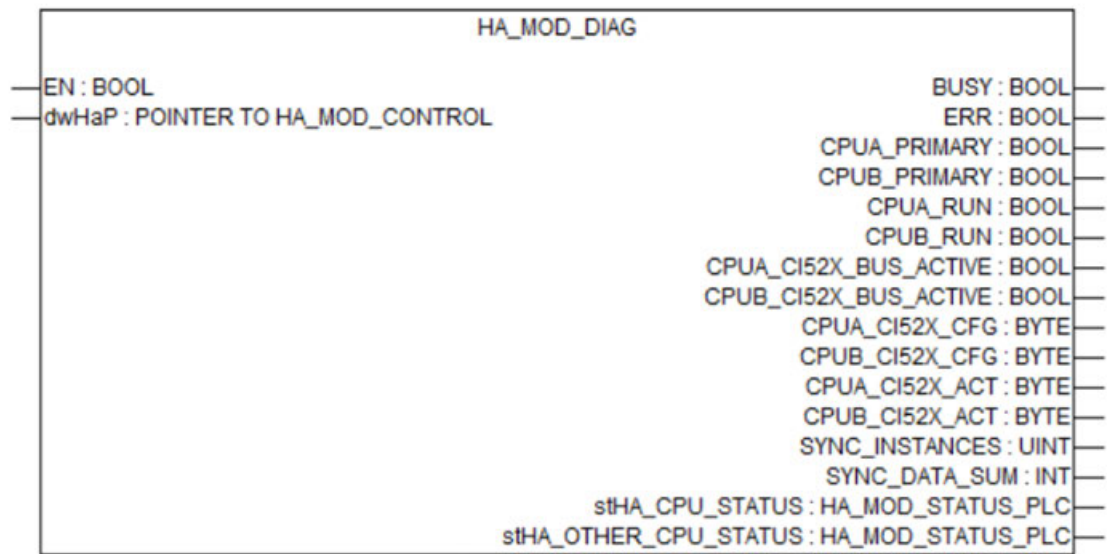 HA_MOD_DIAG
EN : BOOL
BUSY : BOOL
dwHaP : POINTER TO HA_MOD_CONTROL
ERR : BOOL
CPUA_PRIMARY : BOOL
CPUB_PRIMARY : BOOL
CPUA_RUN : BOOL
CPUB_RUN : BOOL
CPUA_CI52X_BUS_ACTIVE : BOOL
CPUB_CI52X_BUS_ACTIVE : BOOL
CPUA_CI52X_CFG : BYTE
CPUB_CI52X_CFG : BYTE
CPUA_CI52X_ACT : BYTE
CPUB_CI52X_ACT : BYTE
SYNC_INSTANCES : UINT
SYNC_DATA_SUM : INT
stHA_CPU_STATUS : HA_MOD_STATUS_PLC
stHA_OTHER_CPU_STATUS : HA_MOD_STATUS_PLC